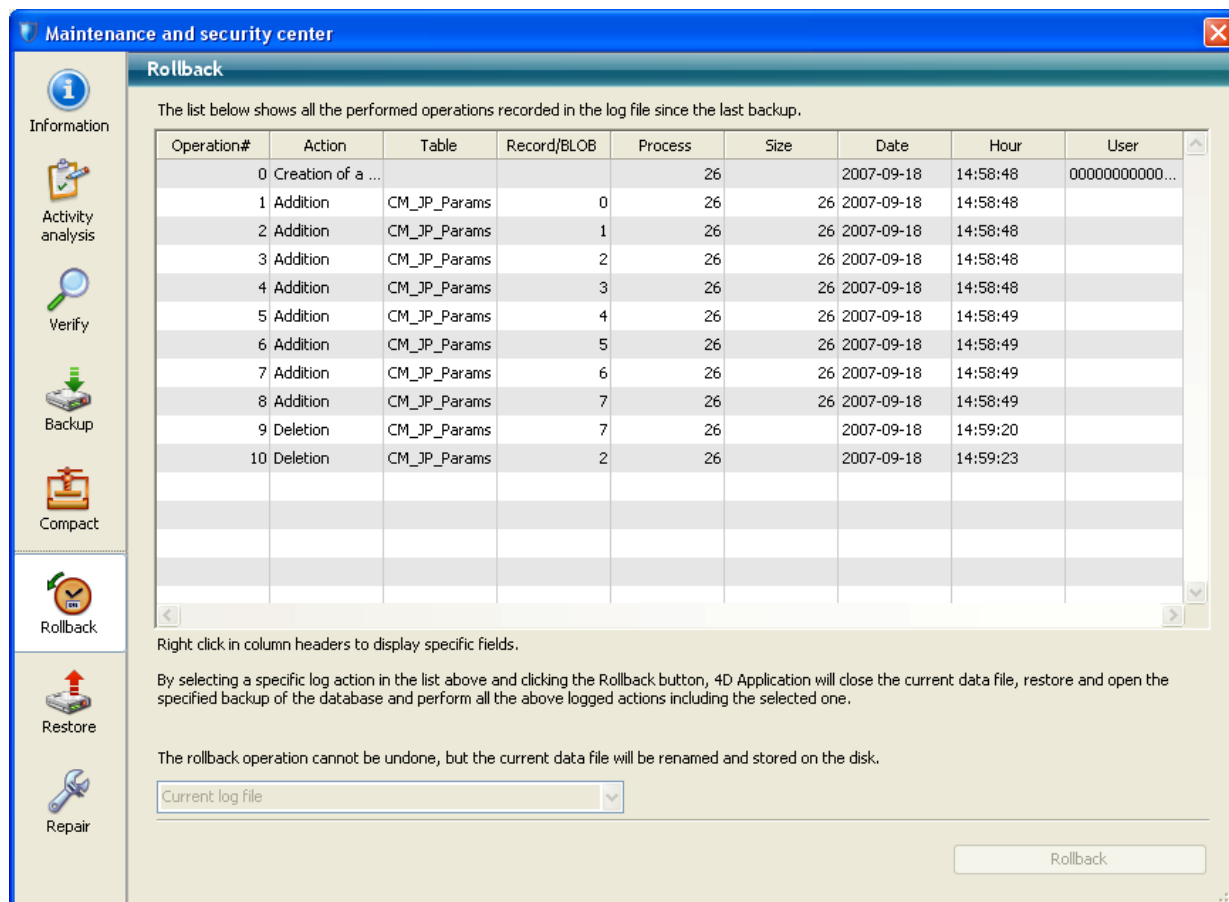 Maintenance and security center
Information
Activity
analysis
Verify
Backup
Compact
Rollback
Restore
Repair
Rollback
The list below shows all the performed operations recorded in the log file since the last backup.
Operation# Action Table Record/BLOB Process Size Date Hour User
0 Creation of a ... 26 2007-09-18 14:58:48 00000000000...
1 Addition CM_JP_Params 0 26 26 2007-09-18 14:58:48
2 Addition CM_JP_Params 1 26 26 2007-09-18 14:58:48
3 Addition CM_JP_Params 2 26 26 2007-09-18 14:58:48
4 Addition CM_JP_Params 3 26 26 2007-09-18 14:58:48
5 Addition CM_JP_Params 4 26 26 2007-09-18 14:58:49
6 Addition CM_JP_Params 5 26 26 2007-09-18 14:58:49
7 Addition CM_JP_Params 6 26 26 2007-09-18 14:58:49
8 Addition CM_JP_Params 7 26 26 2007-09-18 14:58:49
9 Deletion CM_JP_Params 7 26 2007-09-18 14:59:20
10 Deletion CM_JP_Params 2 26 2007-09-18 14:59:23
Right click in column headers to display specific fields.
By selecting a specific log action in the list above and clicking the Rollback button, 4D Application will close the current data file, restore and open the
specified backup of the database and perform all the above logged actions including the selected one.
The rollback operation cannot be undone, but the current data file will be renamed and stored on the disk.
Current log file
Rollback